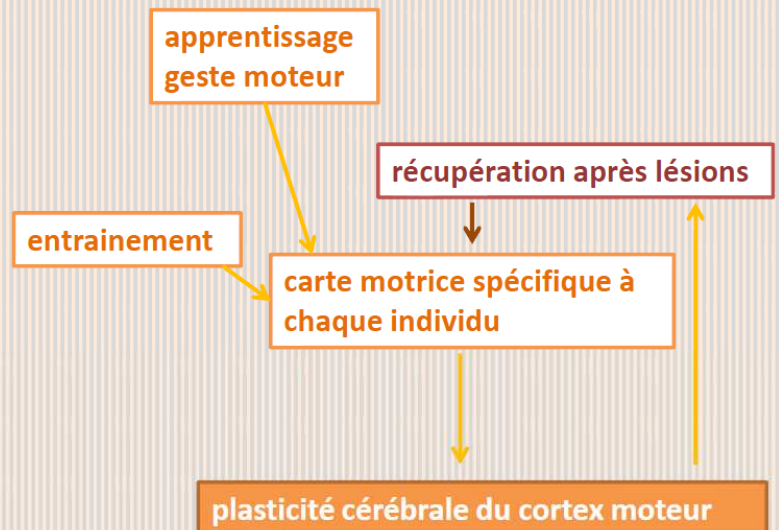 apprentissage
geste moteur
récupération après lésions
entrainement
carte motrice spécifique à
chaque individu
plasticité cérébrale du cortex moteur